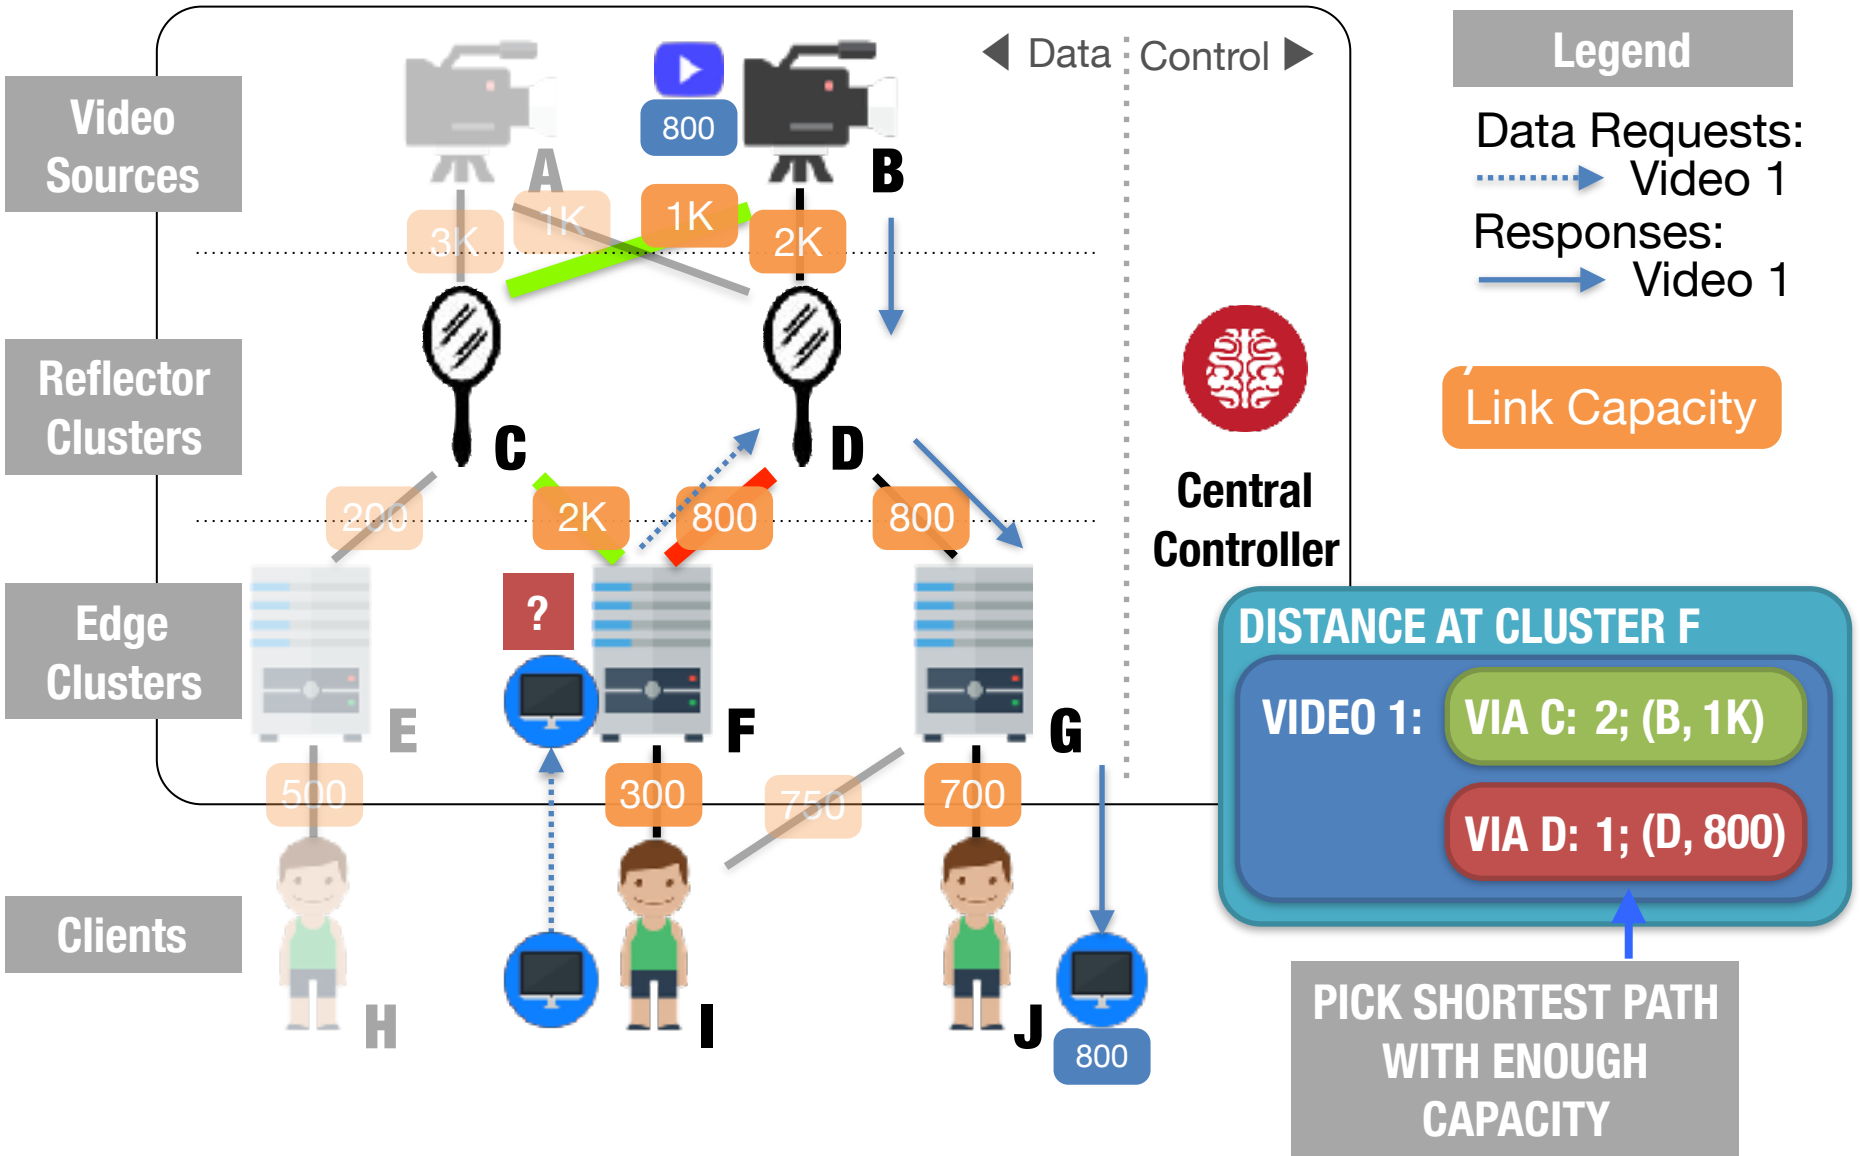 Data
Control
Legend
Video
Sources
800
A
B
Data Requests:
Video 1
Responses:
Video 1
3K
1K
1K
2K
Reflector
Clusters
C
D
Link Capacity
Central
Controller
200
2K
800
800
Edge
Clusters
?
E
F
G
DISTANCE AT CLUSTER F
VIDEO 1:
VIA C: 2; (B, 1K)
VIA D: 1; (D, 800)
500
300
750
700
Clients
H
I
J
800
PICK SHORTEST PATH
WITH ENOUGH
CAPACITY